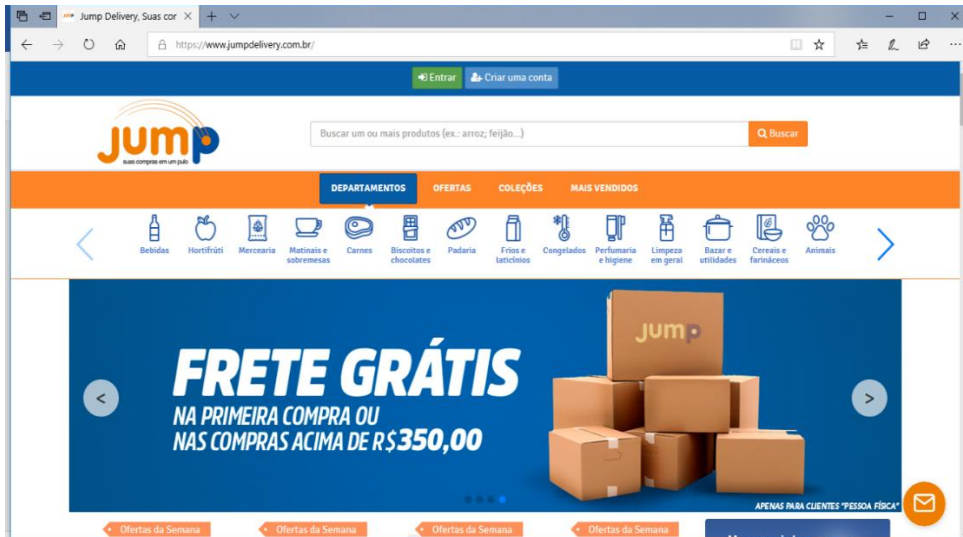 Jump Delivery, Suas cor
https://www.jumpdelivery.com.br/
Entrar
Criar uma conta
jump
suas compras em um pulo
Buscar um ou mais produtos (ex.: arroz; feijão...)
Buscar
DEPARTAMENTOS
OFERTAS
COLEÇÕES
MAIS VENDIDOS
Bebidas
Hortifrúti
Mercearia
Matinais e
sobremesas
Carnes
Biscoitos e
chocolates
Padaria
Frios e
laticínios
Congelados
Perfumaria
e higiene
Limpeza
em geral
Bazar e
utilidades
Cereais e
farináceos
Animais
jump
FRETE GRÁTIS
NA PRIMEIRA COMPRA OU
NAS COMPRAS ACIMA DE R$350,00
APENAS PARA CLIENTES "PESSOA FÍSICA"
Ofertas da Semana
Ofertas da Semana
Ofertas da Semana
Ofertas da Semana